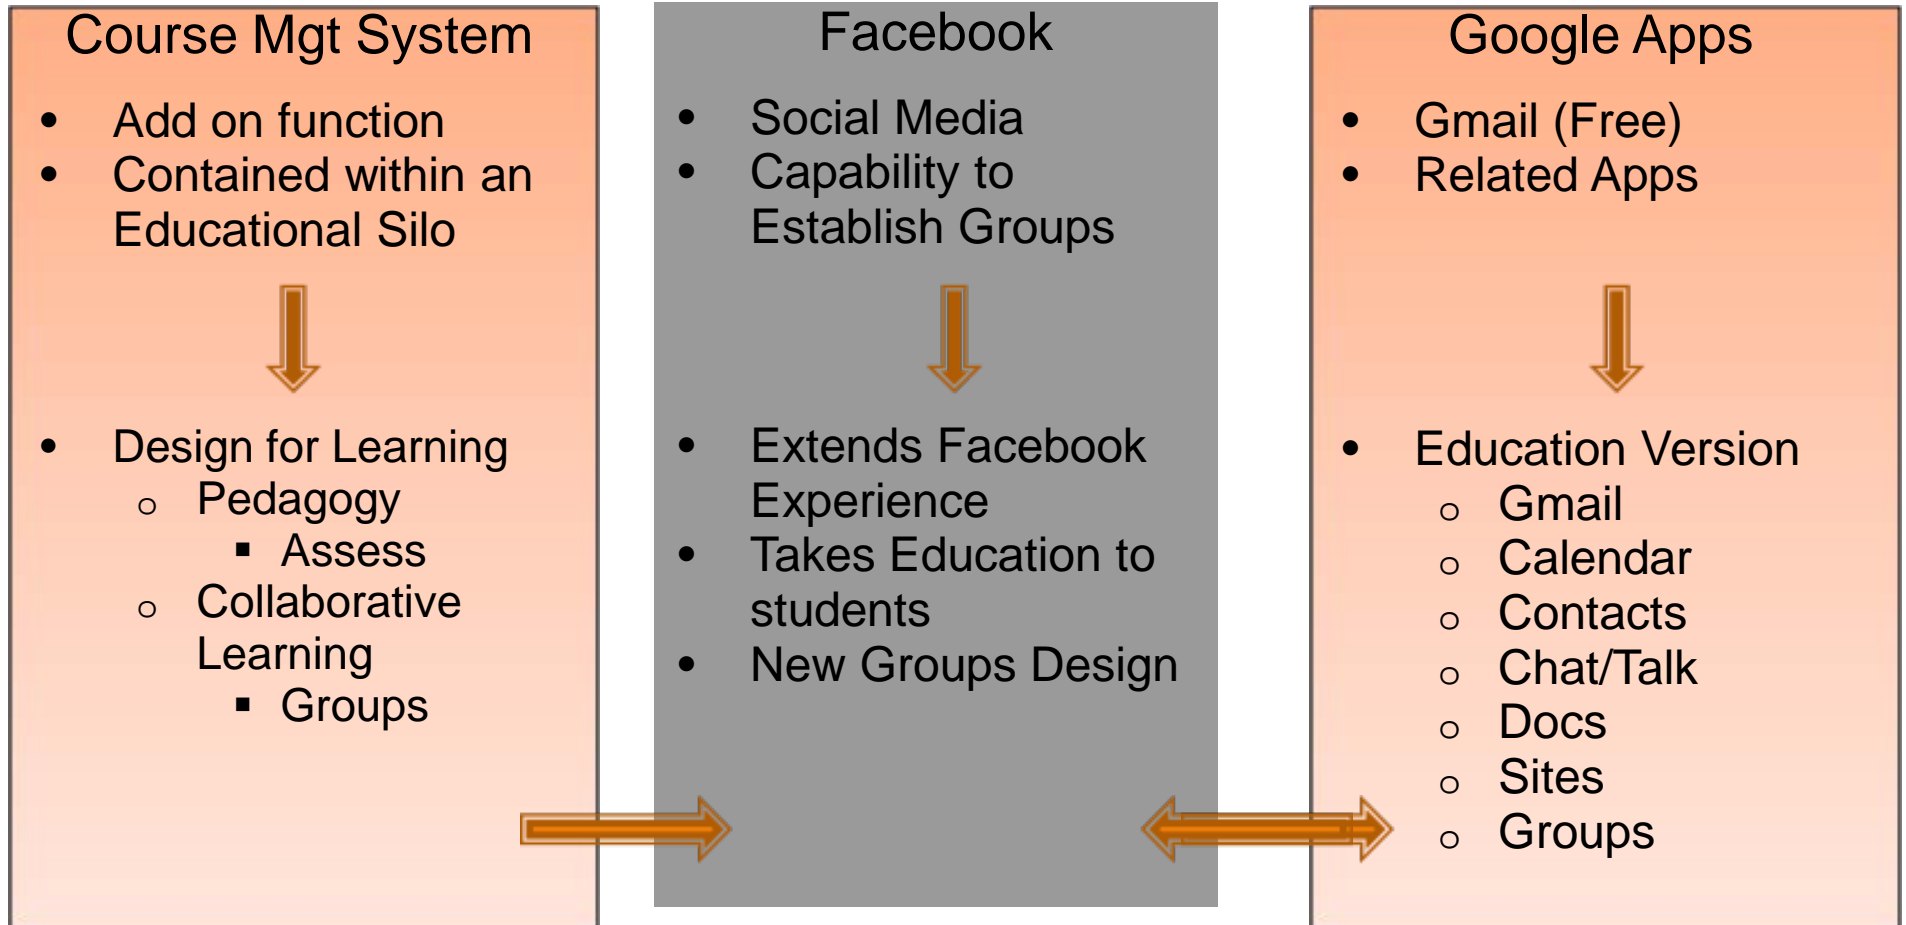 Course Mgt System
• Add on function
• Contained within an
Educational Silo
• Design for Learning
o Pedagogy
▪ Assess
o Collaborative
Learning
▪ Groups
Facebook
• Social Media
• Capability to
Establish Groups
• Extends Facebook
Experience
• Takes Education to
students
• New Groups Design
Google Apps
• Gmail (Free)
• Related Apps
• Education Version
o Gmail
o Calendar
o Contacts
o Chat/Talk
o Docs
o Sites
o Groups